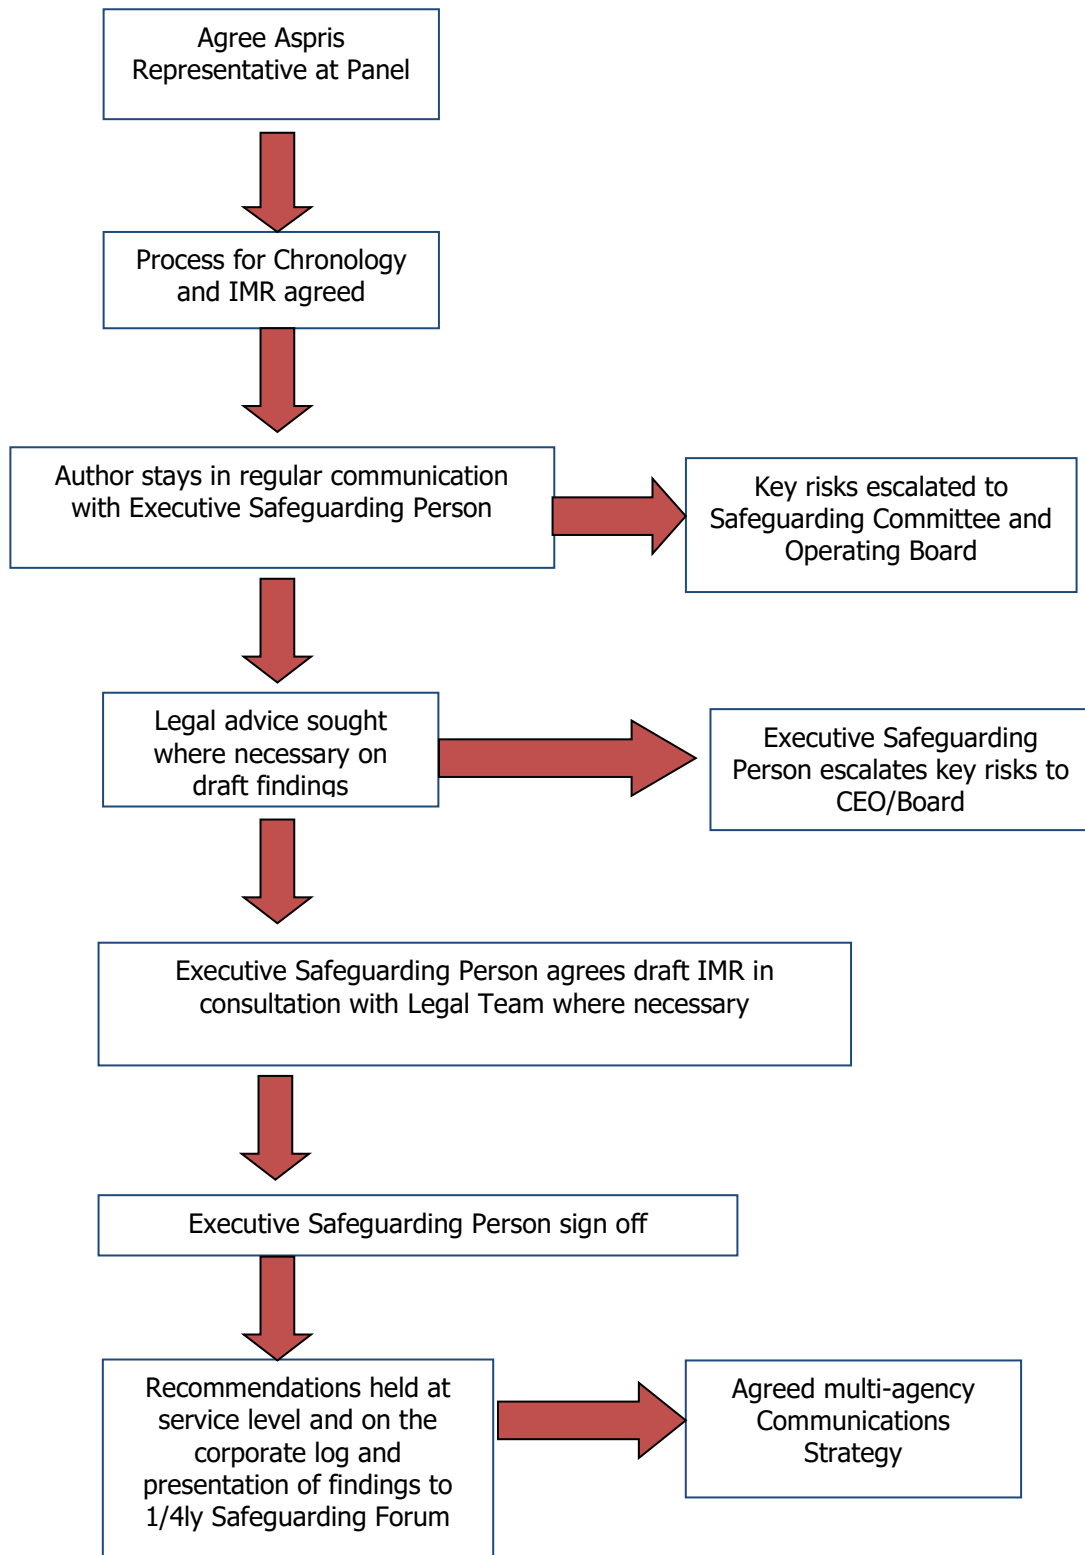 Agree Aspris
Representative at Panel
Process for Chronology
and IMR agreed
Author stays in regular communication
with Executive Safeguarding Person
Key risks escalated to
Safeguarding Committee and
Operating Board
Legal advice sought
where necessary on
draft findings
Executive Safeguarding
Person escalates key risks to
CEO/Board
Executive Safeguarding Person agrees draft IMR in
consultation with Legal Team where necessary
Executive Safeguarding Person sign off
Recommendations held at
service level and on the
corporate log and
presentation of findings to
1/4ly Safeguarding Forum
Agreed multi-agency
Communications
Strategy